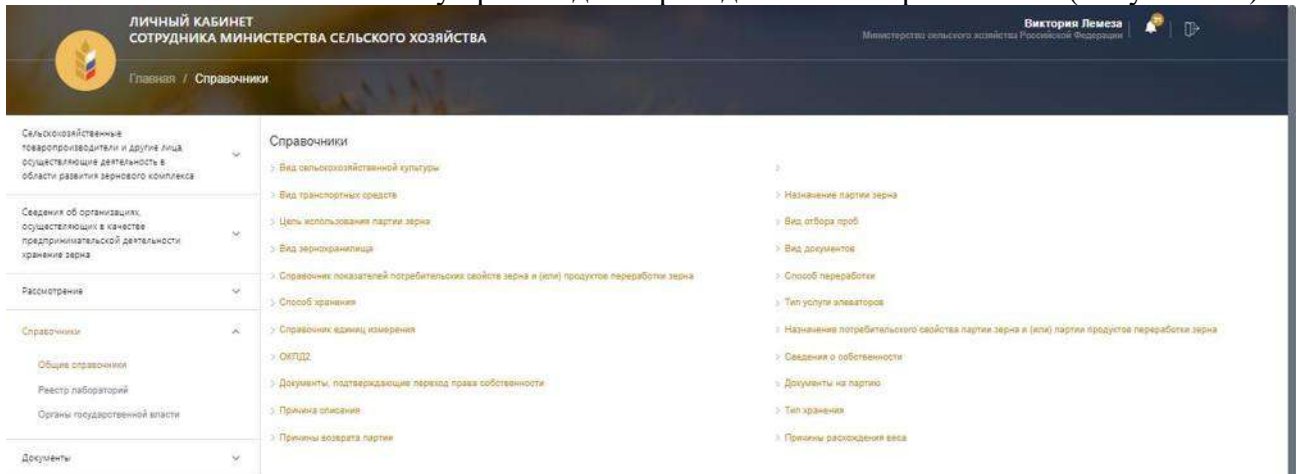 ЛИЧНЫЙ КАБИНЕТ
СОТРУДНИКА МИНИСТЕРСТВА СЕЛЬСКОГО ХОЗЯЙСТВА
Виктория Лемеза
Министерство сельского хозяйства Российской Федерации
Главная / Справочники
Сельскохозяйственные
товаропроизводители и другие лица,
осуществляющие деятельность в
области развития зернового комплекса
Сведения об организациях,
осуществляющих в качестве
предпринимательской деятельности
хранение зерна
Рассмотрение
Справочники
Общие справочники
Реестр лабораторий
Органы государственной власти
Документы
Справочники
> Вид сельскохозяйственной культуры
> Вид транспортных средств
> Цель использования партии зерна
> Вид зернохранилища
> Справочник показателей потребительских свойств зерна и (или) продуктов переработки зерна
> Способ хранения
> Справочник единиц измерения
> ОКПД2
> Документы, подтверждающие переход права собственности
> Причина списания
> Причины возврата партии
>
> Назначение партии зерна
> Вид отбора проб
> Вид документов
> Способ переработки
> Тип услуги элеваторов
> Назначение потребительского свойства партии зерна и (или) партии продуктов переработки зерна
> Сведения о собственности
> Документы на партию
> Тип хранения
> Причины расхождения веса